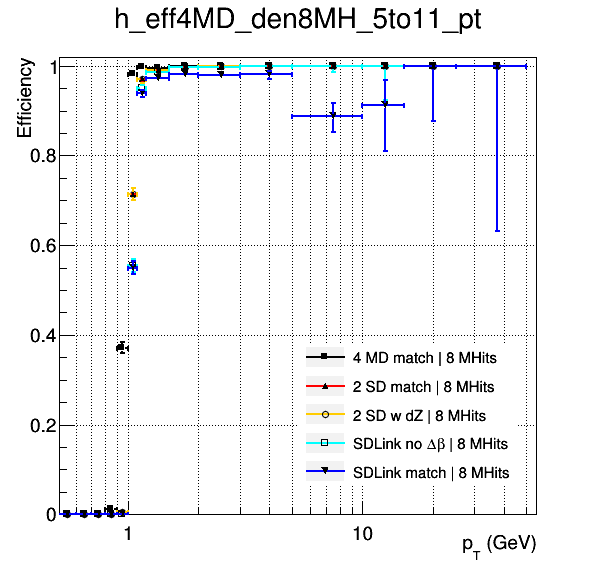 h_eff4MD_den8MH_5to11_pt
Efficiency
1
0.8
0.6
0.4
0.2
0
4 MD match | 8 MHits
2 SD match | 8 MHits
2 SD w dZ | 8 MHits
SDLink no Δβ | 8 MHits
SDLink match | 8 MHits
1
10
p_T (GeV)